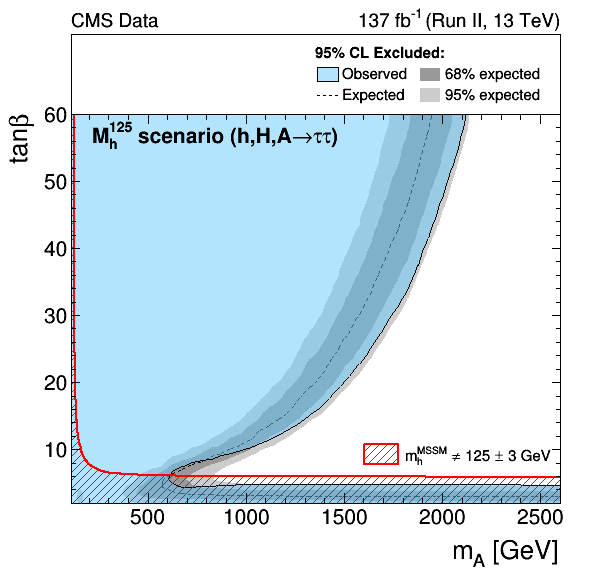 CMS Data 137 fb⁻¹ (Run II, 13 TeV)
95% CL Excluded:
Observed 68% expected
Expected 95% expected
M_h^125 scenario (h,H,A→ττ)
tanβ
60
50
40
30
20
10
m_h^MSSM ≠ 125 ± 3 GeV
500 1000 1500 2000 2500
m_A [GeV]